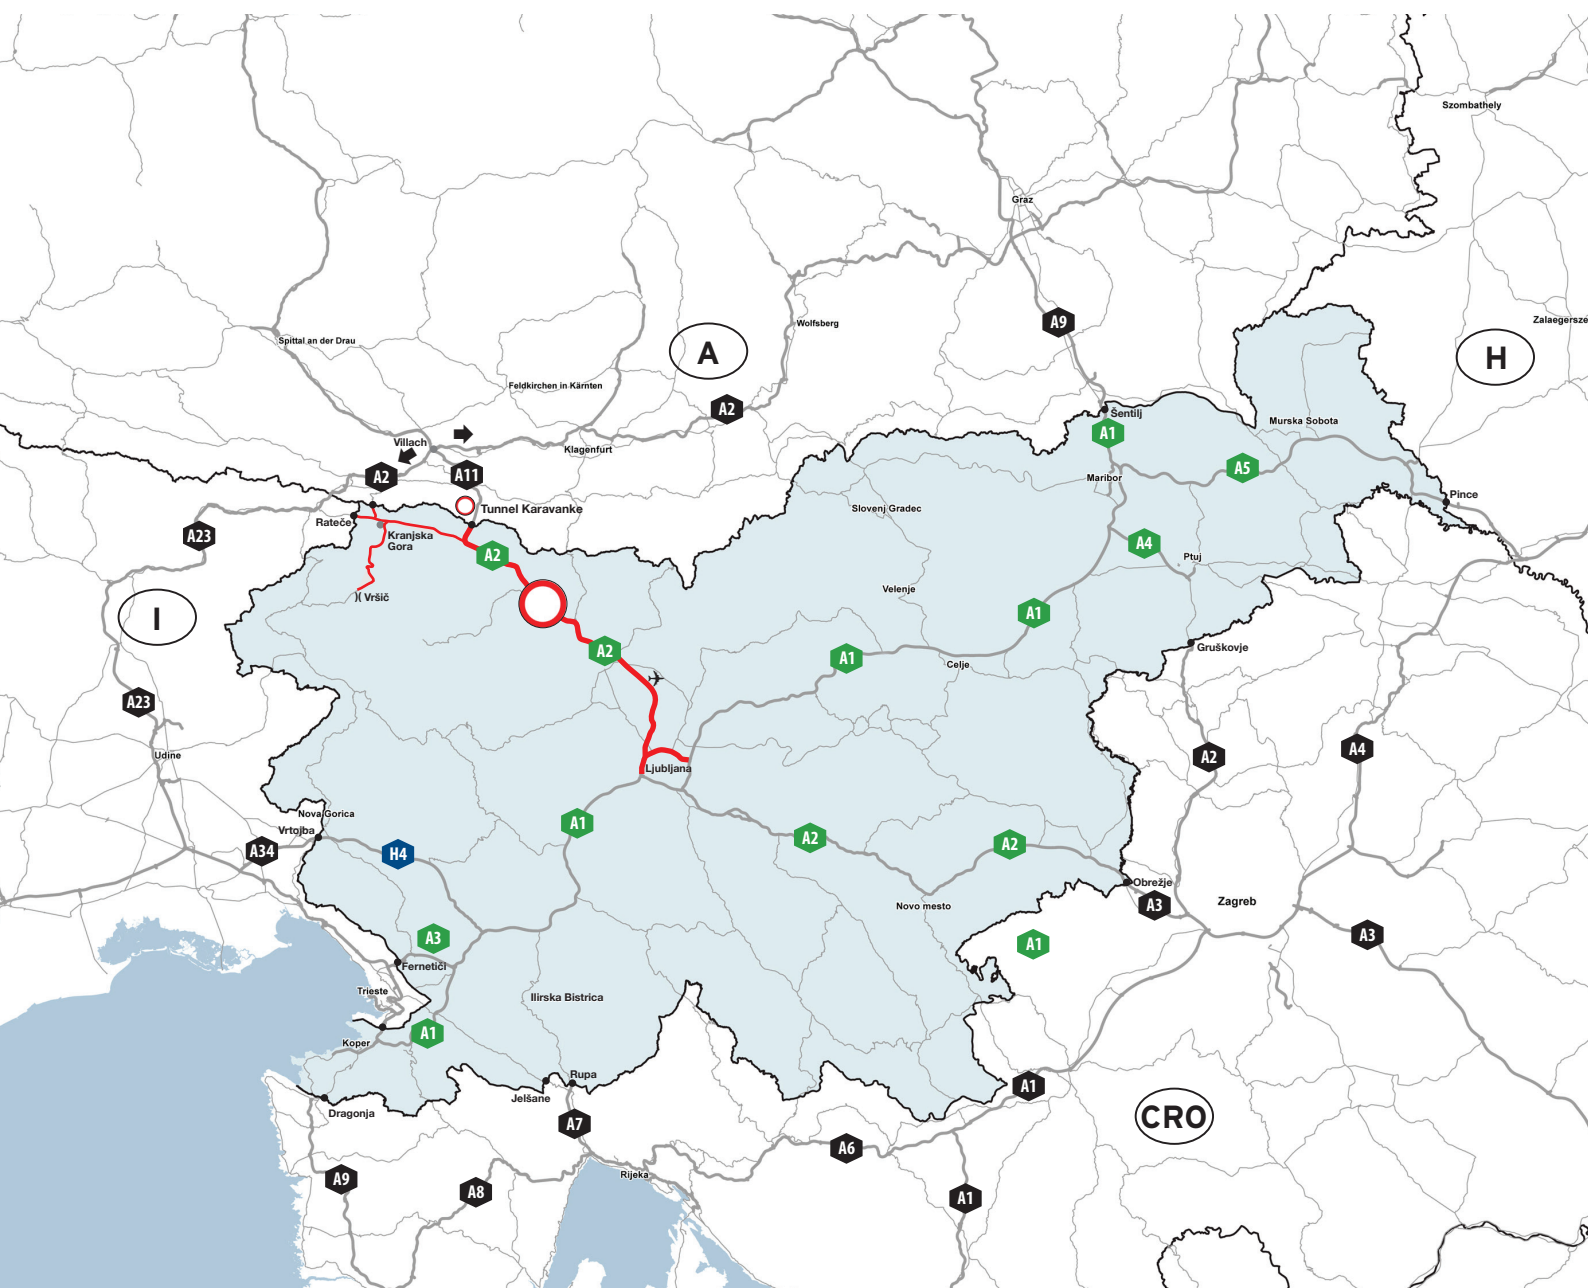 Szombathely
Graz
A9
Zalaegersze
Wolfsberg
Spittal an der Drau
A
H
Feldkirchen in Kärnten
A2
Šentilj
Murska Sobota
A1
Villach
Klagenfurt
A2
A11
A5
Maribor
Pince
Tunnel Karavanke
Slovenj Gradec
Rateče
A23
Kranjska
Gora
A2
A4
Ptuj
Vršič
Velenje
I
A1
Gruškovje
A2
A1
Celje
A23
Udine
Ljubljana
A2
A4
Nova Gorica
Vrtojba
A1
A34
H4
A2
A2
Obrežje
Novo mesto
A3
Zagreb
A3
A3
A1
Fernetiči
Trieste
Ilirska Bistrica
A1
Koper
Rupa
Jelšane
A1
Dragonja
A7
CRO
A6
Rijeka
A9
A8
A1